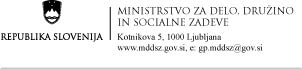 MINISTRSTVO ZA DELO, DRUŽINO
IN SOCIALNE ZADEVE
REPUBLIKA SLOVENIJA
Kotnikova 5, 1000 Ljubljana
www.mddsz.gov.si, e: gp.mddsz@gov.si